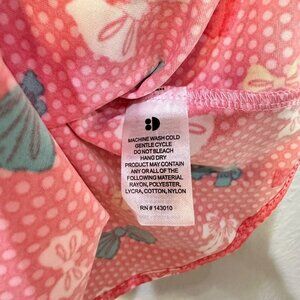 MACHINE WASH COLD
GENTLE CYCLE
DO NOT BLEACH
HANG DRY
PRODUCT MAY CONTAIN
ANY OR ALL OF THE
FOLLOWING MATERIAL
RAYON, POLYESTER,
LYCRA, COTTON, NYLON
RN # 143010